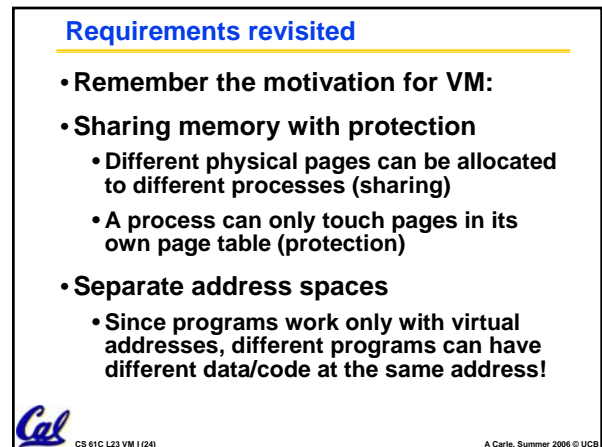 Requirements revisited
• Remember the motivation for VM:
• Sharing memory with protection
• Different physical pages can be allocated
to different processes (sharing)
• A process can only touch pages in its
own page table (protection)
• Separate address spaces
• Since programs work only with virtual
addresses, different programs can have
different data/code at the same address!
Cal
CS 61C L23 VM I (24)
A Carle, Summer 2006 © UCB